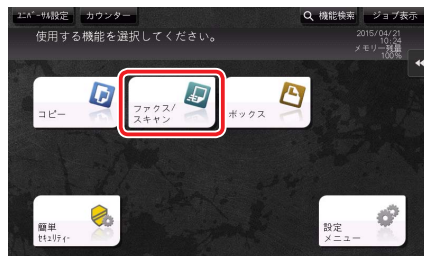 ﾕﾆﾊﾞｰｻﾙ設定 カウンター 機能検索 ジョブ表示
使用する機能を選択してください。
2015/04/21
10:24
メモリー残量
100%
コピー
ファクス/
スキャン
ボックス
簡単
ｾｷｭﾘﾃｨｰ
設定
メニュー